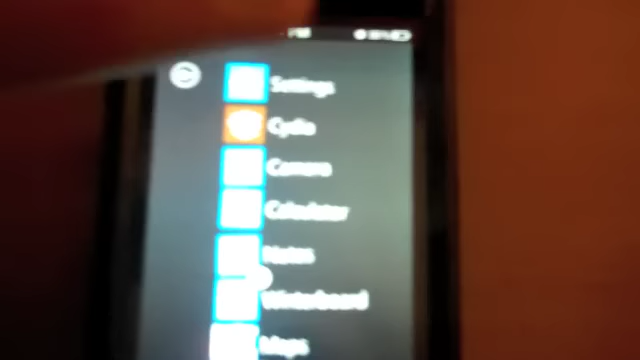 Settings
Cydia
Camera
Calculator
Notes
Winterboard
Maps